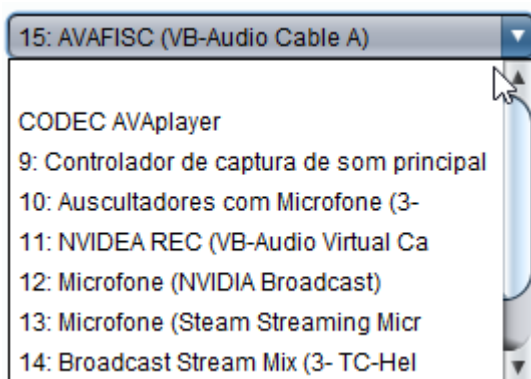 15: AVAFISC (VB-Audio Cable A)
CODEC AVAplayer
9: Controlador de captura de som principal
10: Auscultadores com Microfone (3-
11: NVIDEA REC (VB-Audio Virtual Ca
12: Microfone (NVIDIA Broadcast)
13: Microfone (Steam Streaming Micr
14: Broadcast Stream Mix (3- TC-Hel